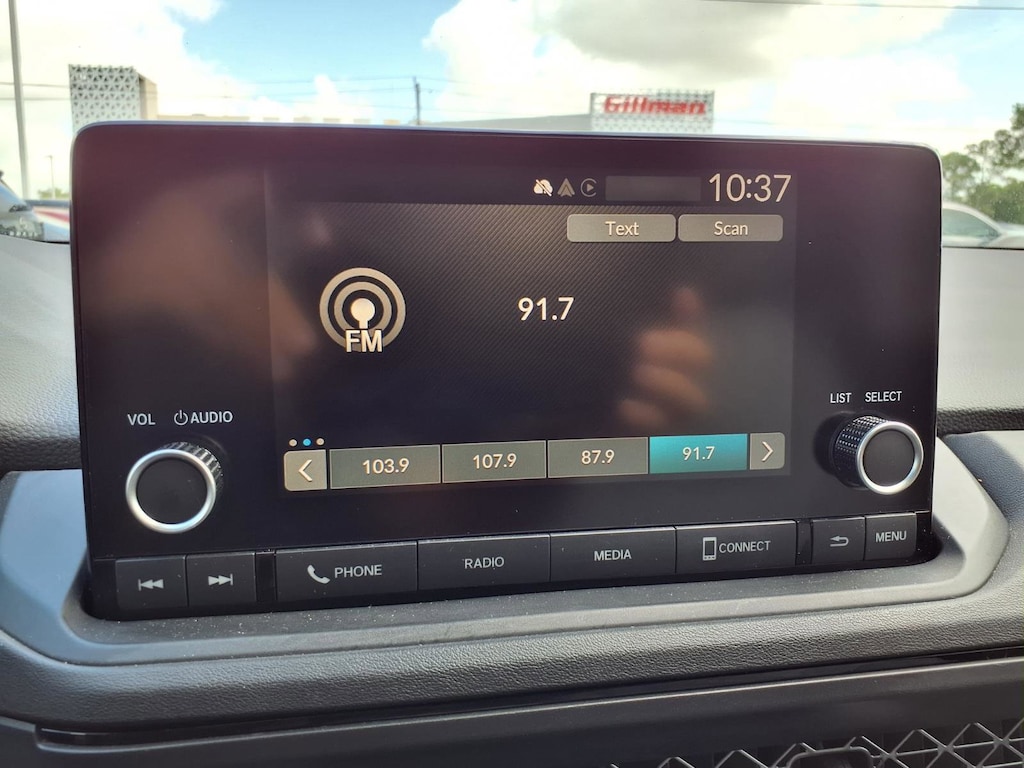 Gillman
10:37
Text Scan
91.7
FM
LIST SELECT
VOL AUDIO
103.9 107.9 87.9 91.7
PHONE RADIO MEDIA CONNECT MENU